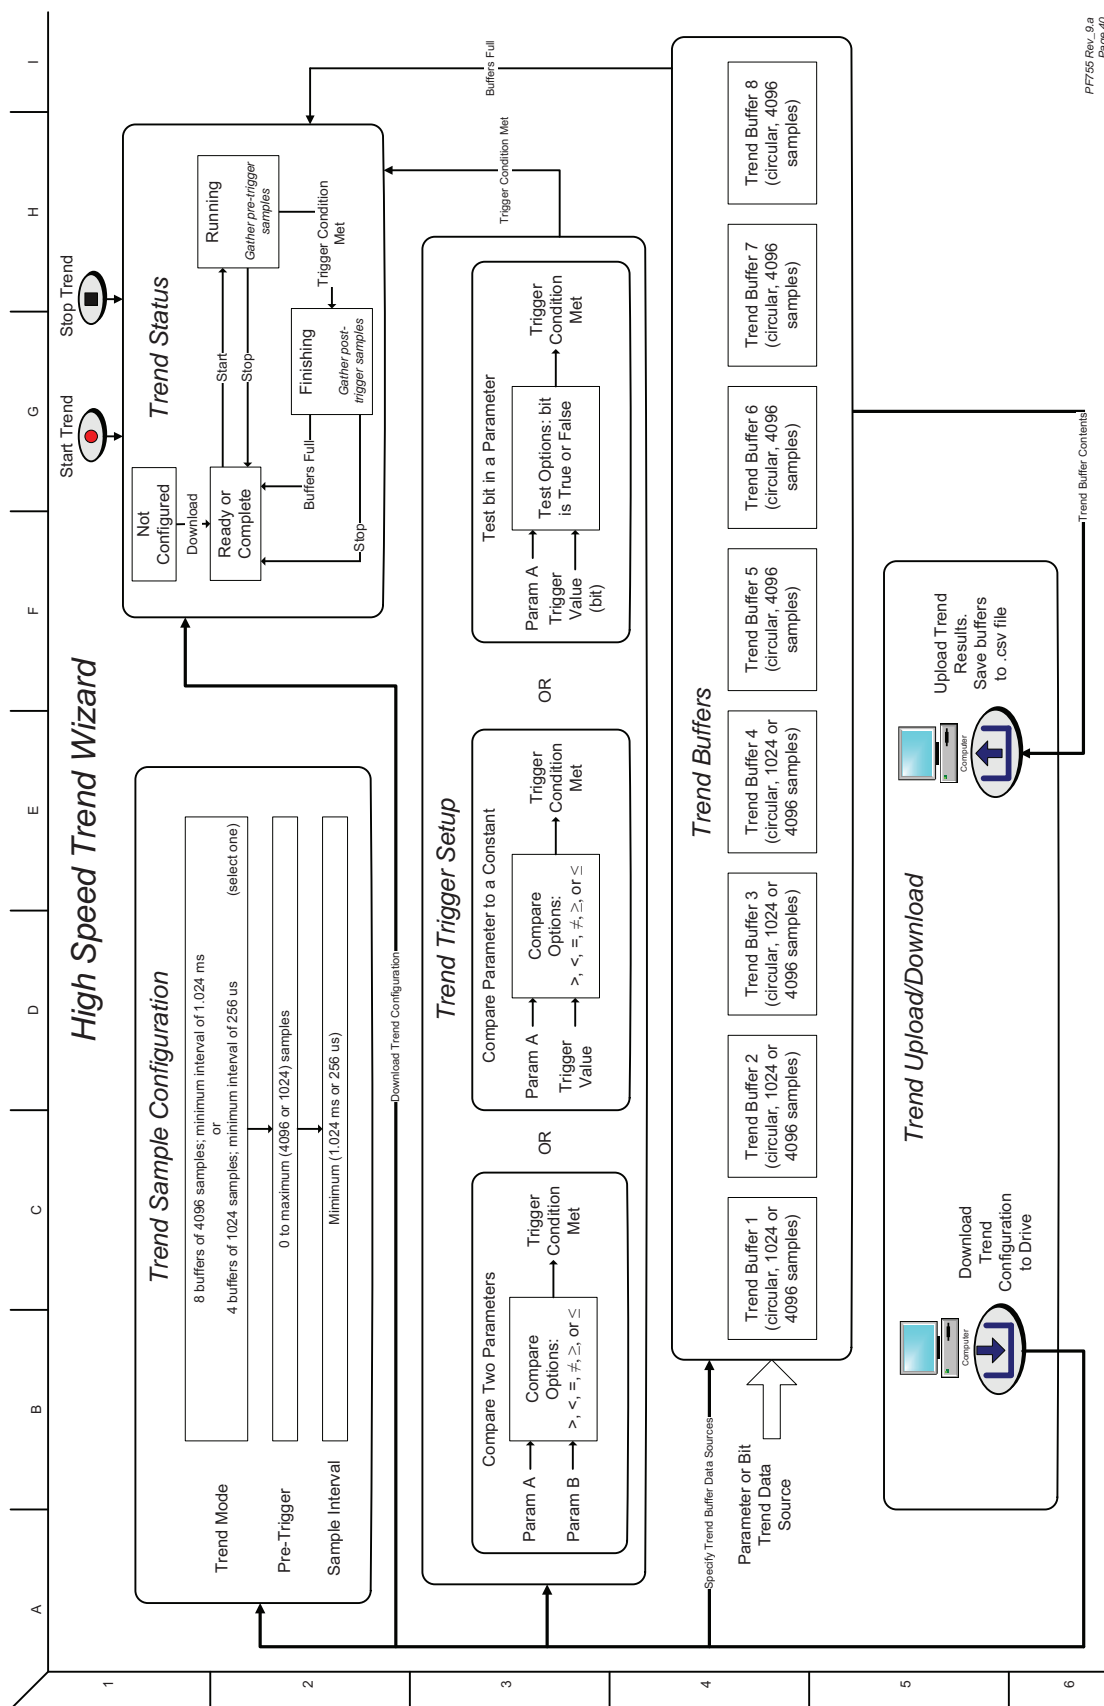 A
B
C
D
E
F
G
H
I
1
2
3
4
5
6
High Speed Trend Wizard
Trend Sample Configuration
Trend Mode
8 buffers of 4096 samples; minimum interval of 1.024 ms
or
4 buffers of 1024 samples; minimum interval of 256 us
(select one)
Pre-Trigger
0 to maximum (4096 or 1024) samples
Sample Interval
Mimimum (1.024 ms or 256 us)
Download Trend Configuration
Start Trend
Stop Trend
Trend Status
Not
Configured
Download
Ready or
Complete
Start
Stop
Running
Gather pre-trigger
samples
Trigger Condition
Met
Finishing
Gather post-
trigger samples
Buffers Full
Stop
Trigger Condition Met
Buffers Full
Trend Trigger Setup
Compare Two Parameters
Param A
Param B
Compare
Options:
>, <, =, ≠, ≥, or ≤
Trigger
Condition
Met
OR
Compare Parameter to a Constant
Param A
Trigger
Value
Compare
Options:
>, <, =, ≠, ≥, or ≤
Trigger
Condition
Met
OR
Test bit in a Parameter
Param A
Trigger
Value
(bit)
Test Options: bit
is True or False
Trigger
Condition
Met
Trend Buffers
Specify Trend Buffer Data Sources
Parameter or Bit
Trend Data
Source
Trend Buffer 1
(circular, 1024 or
4096 samples)
Trend Buffer 2
(circular, 1024 or
4096 samples)
Trend Buffer 3
(circular, 1024 or
4096 samples)
Trend Buffer 4
(circular, 1024 or
4096 samples)
Trend Buffer 5
(circular, 4096
samples)
Trend Buffer 6
(circular, 4096
samples)
Trend Buffer 7
(circular, 4096
samples)
Trend Buffer 8
(circular, 4096
samples)
Trend Upload/Download
Computer
Download
Trend
Configuration
to Drive
Computer
Upload Trend
Results.
Save buffers
to .csv file
Trend Buffer Contents
PF755 Rev_9.a
Page 40